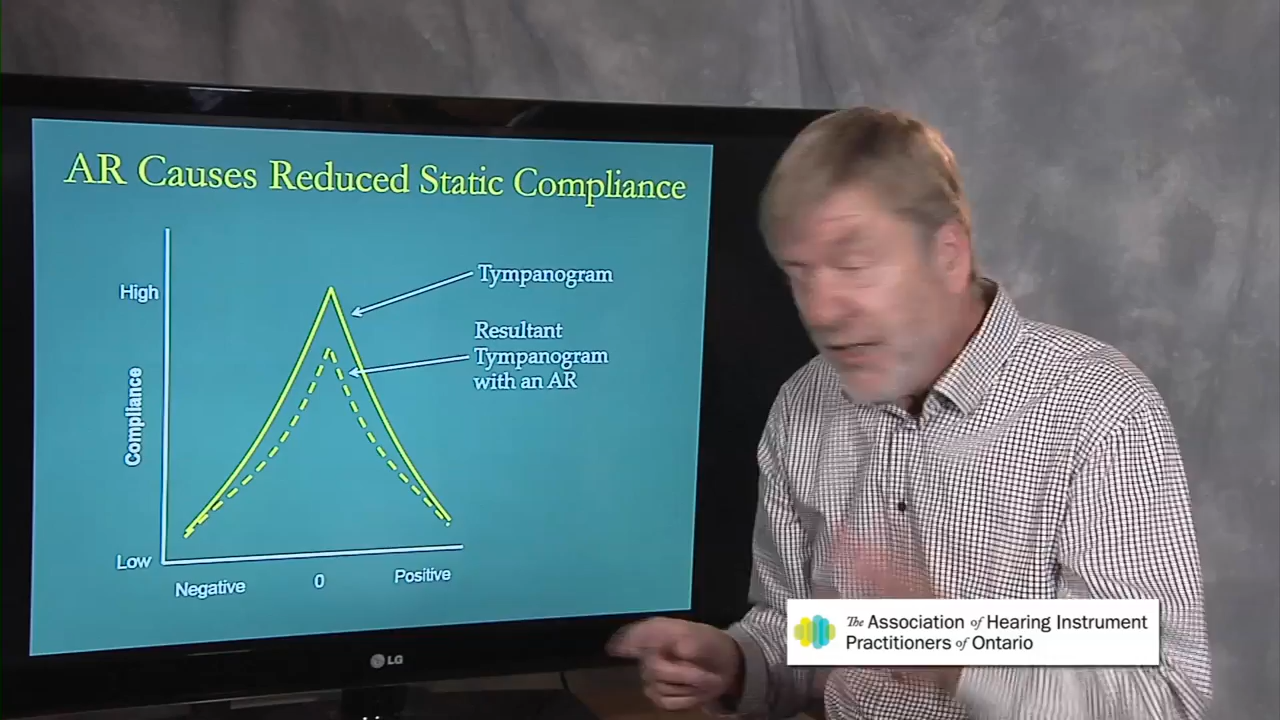 AR Causes Reduced Static Compliance
High
Tympanogram
Resultant
Tympanogram
with an AR
Compliance
Low
Negative
0
Positive
LG
The Association of Hearing Instrument
Practitioners of Ontario